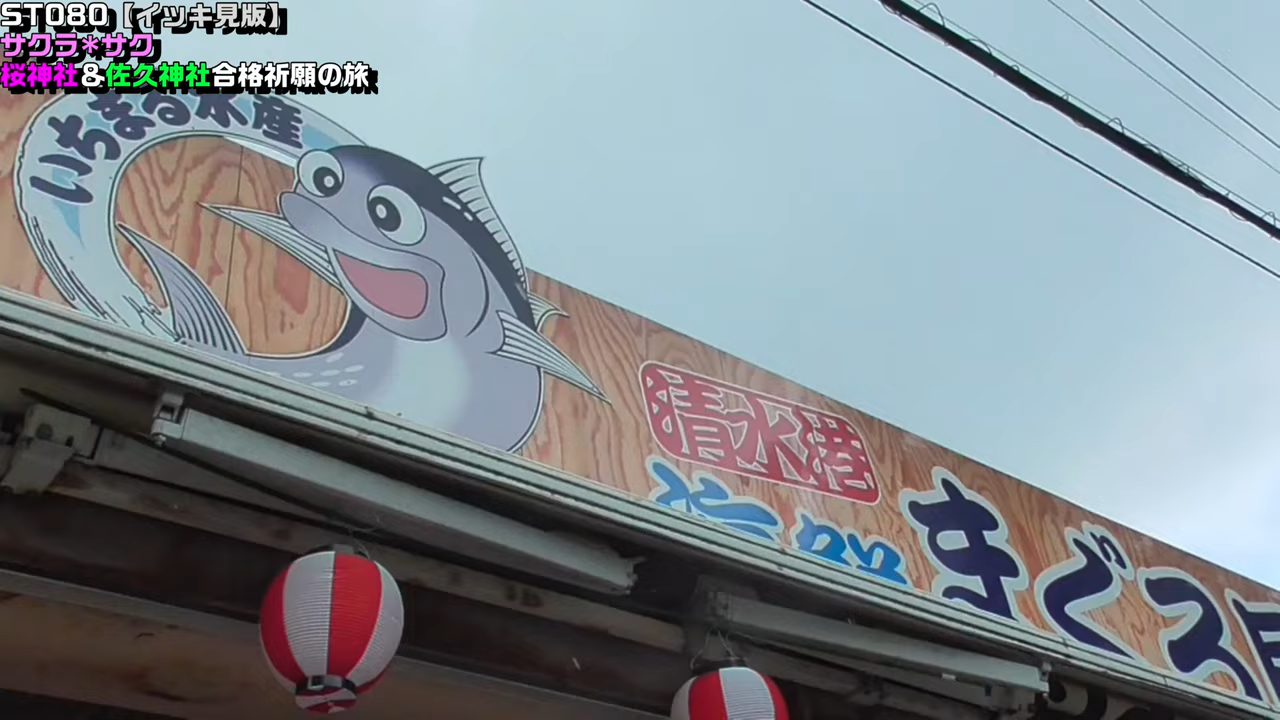 ST080【イツキ見版】
サクラ*サク
桜神社&佐久神社合格祈願の旅
いちまる水産
清水港
まぐろ